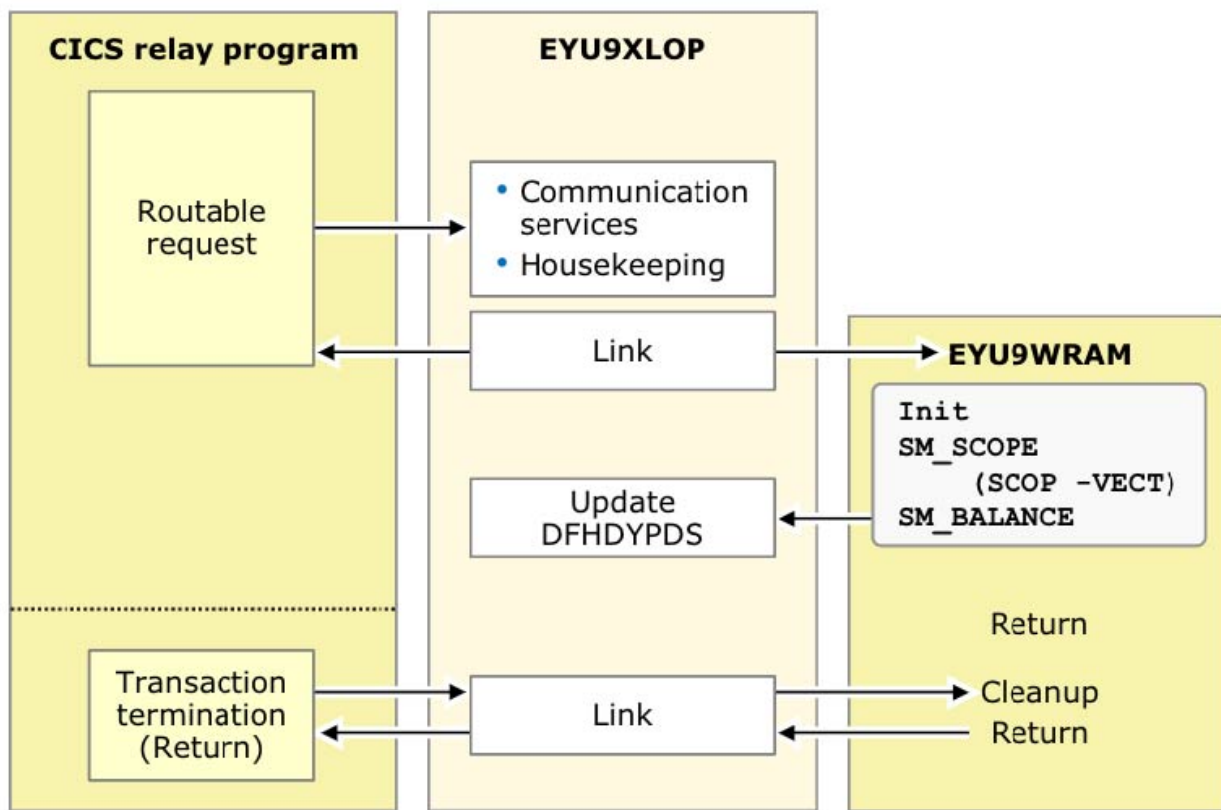 CICS relay program
EYU9XLOP
Routable
request
• Communication
services
• Housekeeping
Link
EYU9WRAM
Init
SM_SCOPE
(SCOP -VECT)
SM_BALANCE
Update
DFHDYPDS
Return
Transaction
termination
(Return)
Link
Cleanup
Return